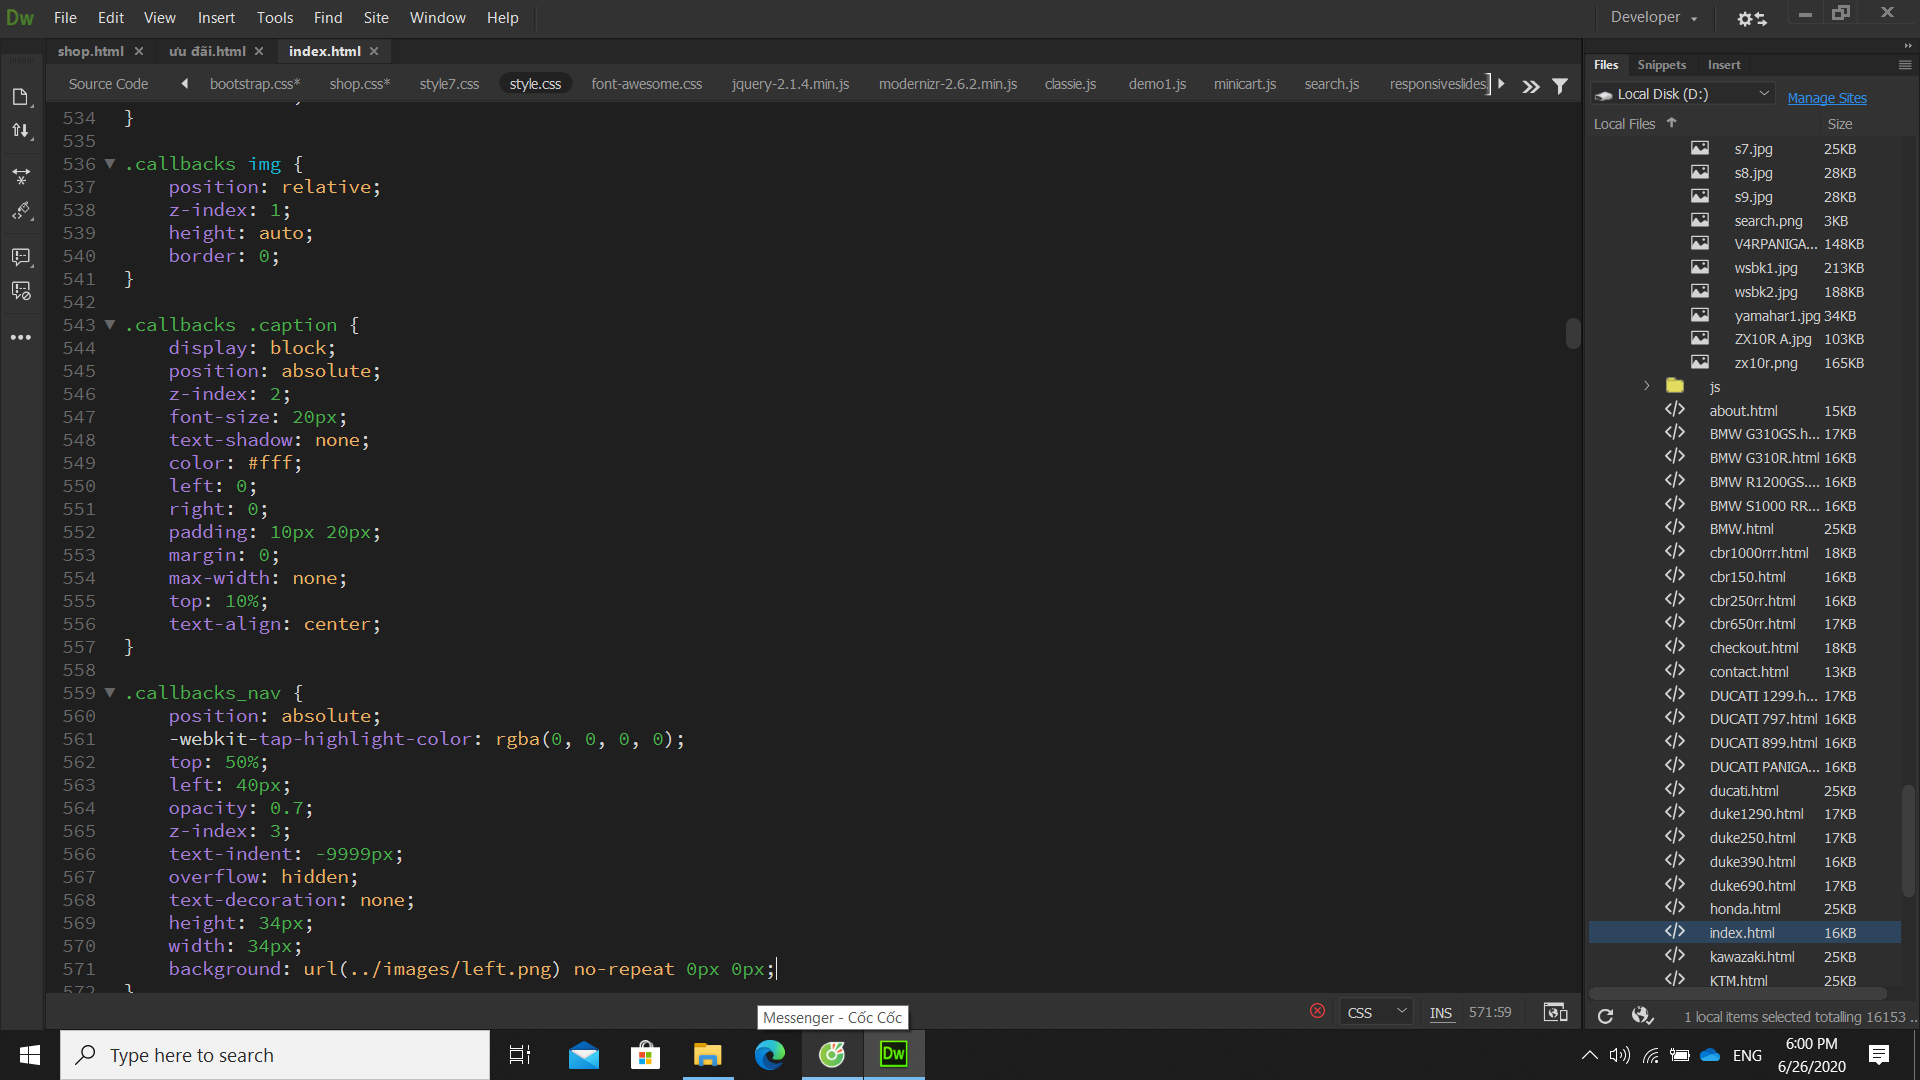 Dw File Edit View Insert Tools Find Site Window Help Developer
shop.html ưu đãi.html index.html
Source Code bootstrap.css* shop.css* style7.css style.css font-awesome.css jquery-2.1.4.min.js modernizr-2.6.2.min.js classie.js demo1.js minicart.js search.js responsiveslides
534 }
535
536 .callbacks img {
537 position: relative;
538 z-index: 1;
539 height: auto;
540 border: 0;
541 }
542
543 .callbacks .caption {
544 display: block;
545 position: absolute;
546 z-index: 2;
547 font-size: 20px;
548 text-shadow: none;
549 color: #fff;
550 left: 0;
551 right: 0;
552 padding: 10px 20px;
553 margin: 0;
554 max-width: none;
555 top: 10%;
556 text-align: center;
557 }
558
559 .callbacks_nav {
560 position: absolute;
561 -webkit-tap-highlight-color: rgba(0, 0, 0, 0);
562 top: 50%;
563 left: 40px;
564 opacity: 0.7;
565 z-index: 3;
566 text-indent: -9999px;
567 overflow: hidden;
568 text-decoration: none;
569 height: 34px;
570 width: 34px;
571 background: url(../images/left.png) no-repeat 0px 0px;
572 }
CSS INS 571:59
Files Snippets Insert
Local Disk (D:) Manage Sites
Local Files Size
s7.jpg 25KB
s8.jpg 28KB
s9.jpg 28KB
search.png 3KB
V4RPANIGA... 148KB
wsbk1.jpg 213KB
wsbk2.jpg 188KB
yamahar1.jpg 34KB
ZX10R A.jpg 103KB
zx10r.png 165KB
js
about.html 15KB
BMW G310GS.h... 17KB
BMW G310R.html 16KB
BMW R1200GS.... 16KB
BMW S1000 RR... 16KB
BMW.html 25KB
cbr1000rrr.html 18KB
cbr150.html 16KB
cbr250rr.html 16KB
cbr650rr.html 17KB
checkout.html 18KB
contact.html 13KB
DUCATI 1299.h... 17KB
DUCATI 797.html 16KB
DUCATI 899.html 16KB
DUCATI PANIGA... 16KB
ducati.html 25KB
duke1290.html 17KB
duke250.html 17KB
duke390.html 16KB
duke690.html 17KB
honda.html 25KB
index.html 16KB
kawazaki.html 25KB
KTM.html 25KB
1 local items selected totalling 16153 ..
Messenger - Cốc Cốc
Type here to search
Dw
ENG
6:00 PM
6/26/2020